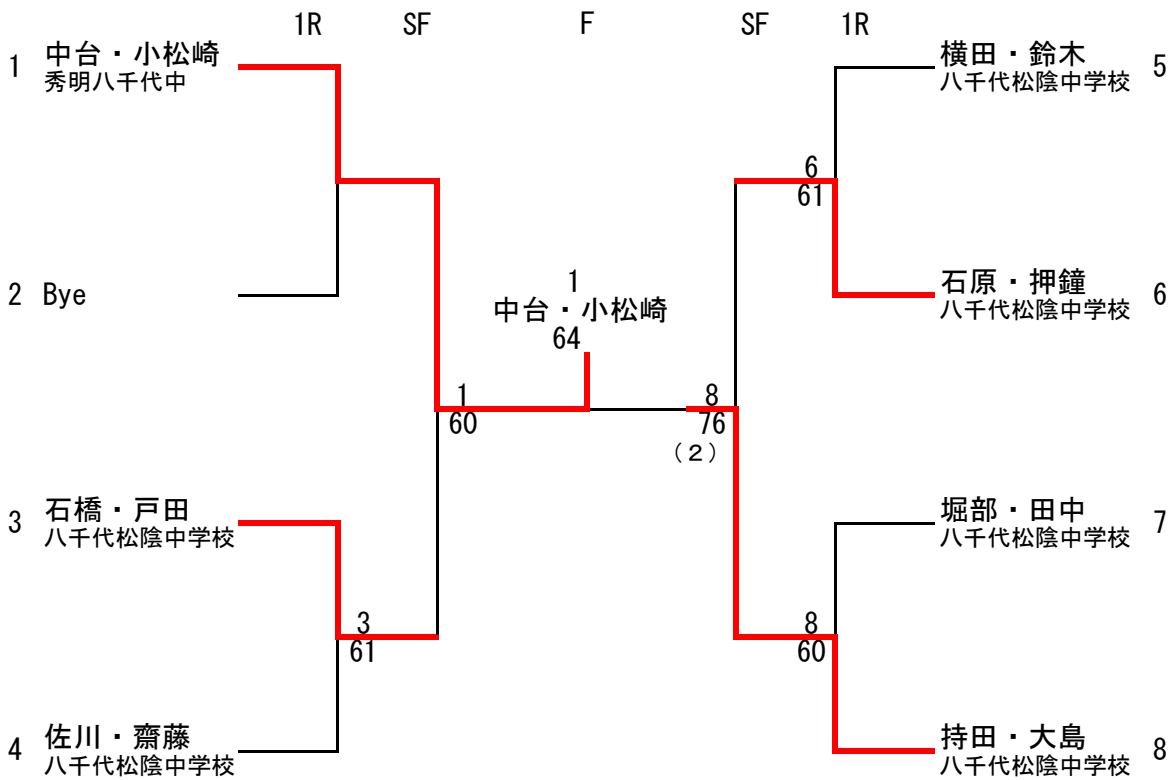 1R SF F SF 1R
1 中台・小松崎
秀明八千代中
横田・鈴木 5
八千代松陰中学校
6
61
2 Bye
石原・押鐘 6
八千代松陰中学校
1
中台・小松崎
64
1
60
8
76
（２）
3 石橋・戸田
八千代松陰中学校
堀部・田中 7
八千代松陰中学校
3
61
8
60
4 佐川・齋藤
八千代松陰中学校
持田・大島 8
八千代松陰中学校